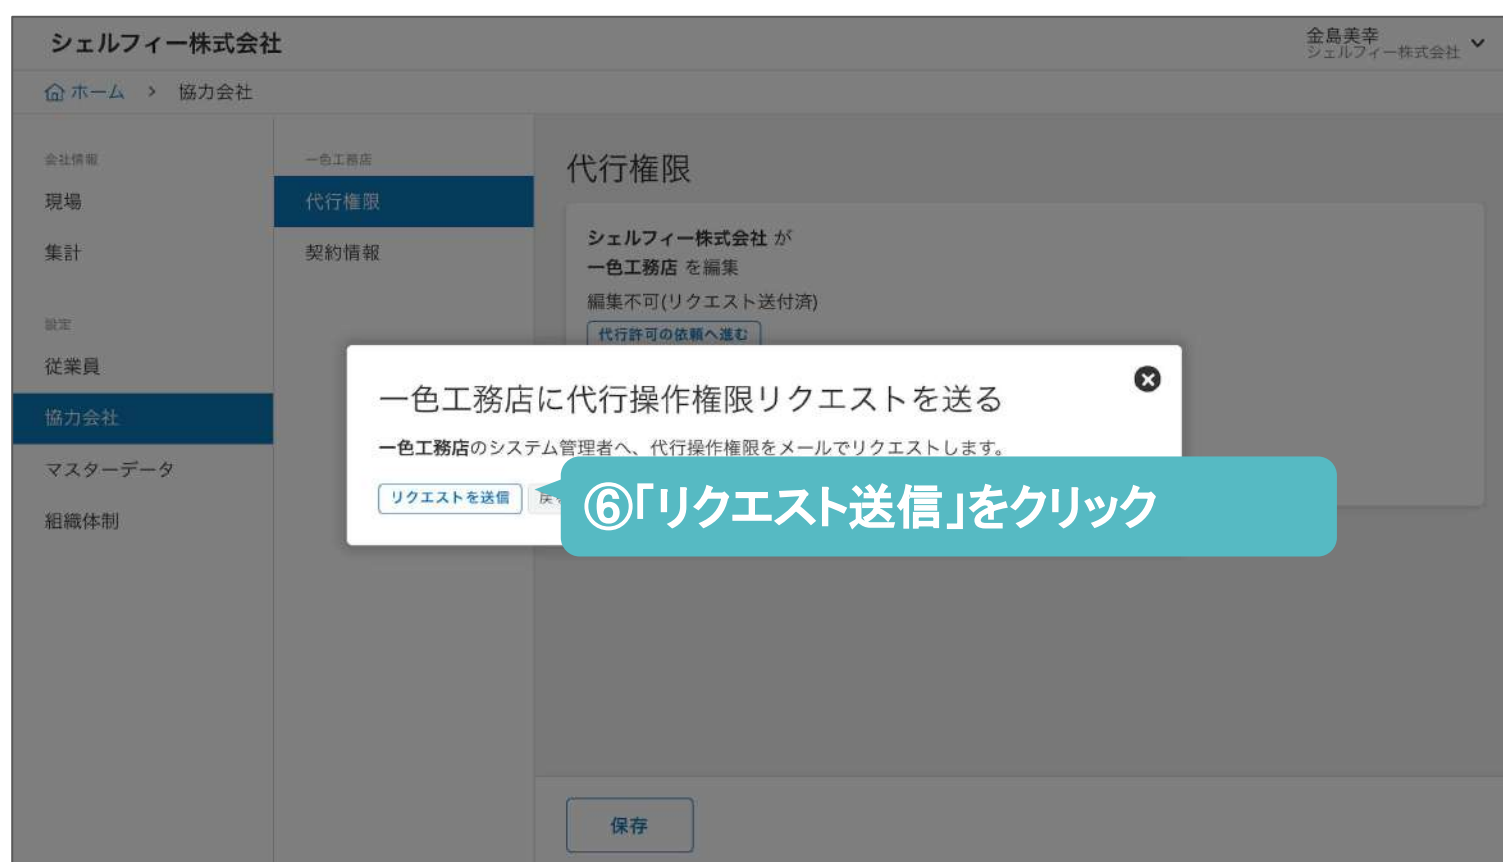 シェルフィー株式会社
金島美幸
シェルフィー株式会社
ホーム > 協力会社
会社情報
現場
集計
設定
従業員
協力会社
マスターデータ
組織体制
一色工務店
代行権限
契約情報
代行権限
シェルフィー株式会社 が
一色工務店 を編集
編集不可(リクエスト送付済)
代行許可の依頼へ進む
一色工務店に代行操作権限リクエストを送る
一色工務店のシステム管理者へ、代行操作権限をメールでリクエストします。
リクエストを送信
⑥「リクエスト送信」をクリック
保存